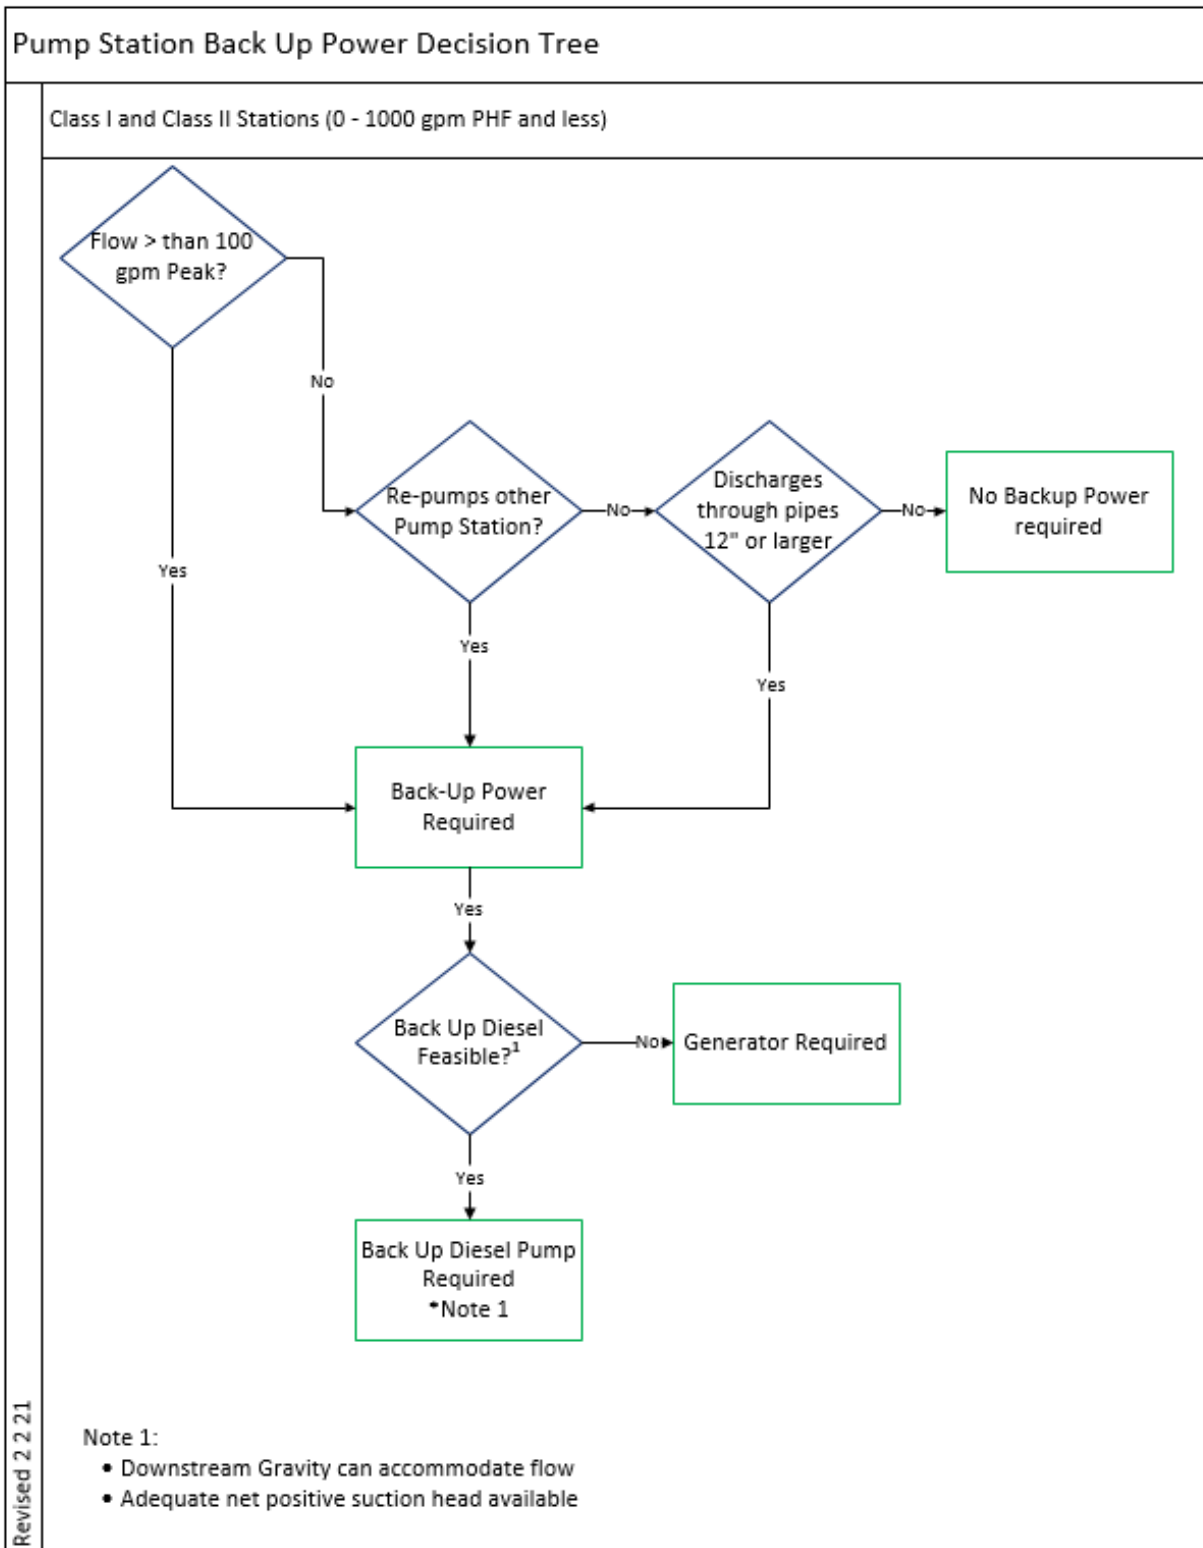 Pump Station Back Up Power Decision Tree
Class I and Class II Stations (0 - 1000 gpm PHF and less)
Flow > than 100
gpm Peak?
No
Yes
Re-pumps other
Pump Station?
No
Yes
Discharges
through pipes
12" or larger
No
Yes
No Backup Power
required
Back-Up Power
Required
Yes
Back Up Diesel
Feasible?¹
No
Generator Required
Yes
Back Up Diesel Pump
Required
*Note 1
Note 1:
• Downstream Gravity can accommodate flow
• Adequate net positive suction head available
Revised 2 2 21